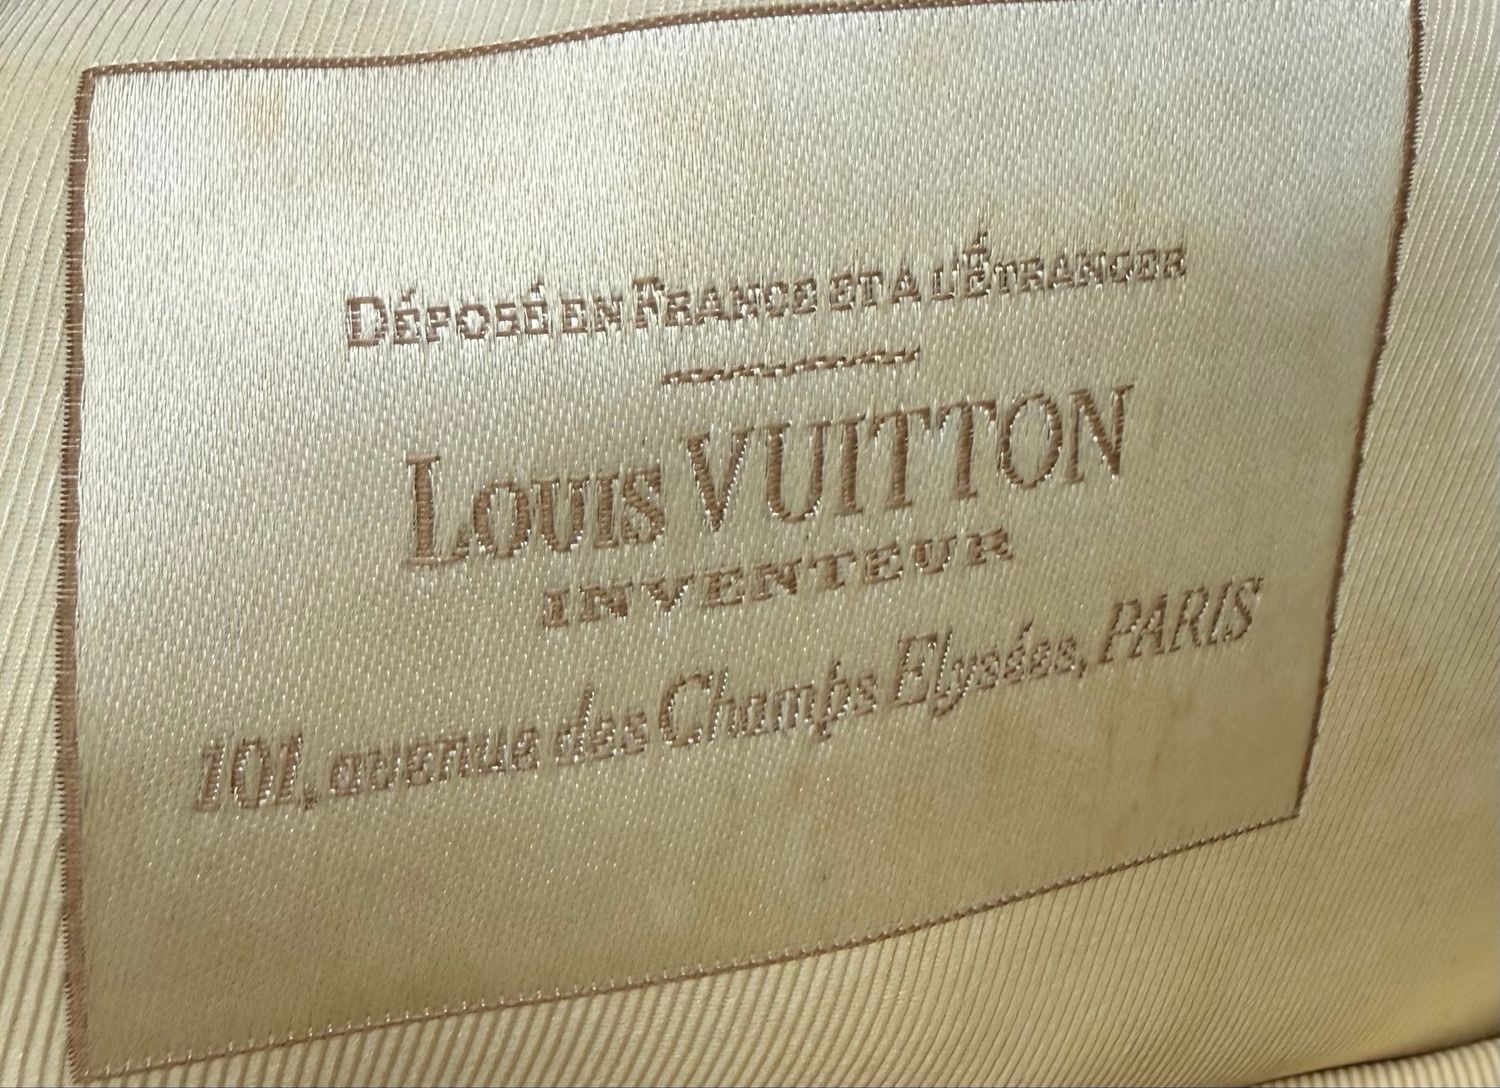 DÉPOSÉ EN FRANCE ET A L'ÉTRANGER
LOUIS VUITTON
INVENTEUR
101, avenue des Champs Elysées, PARIS